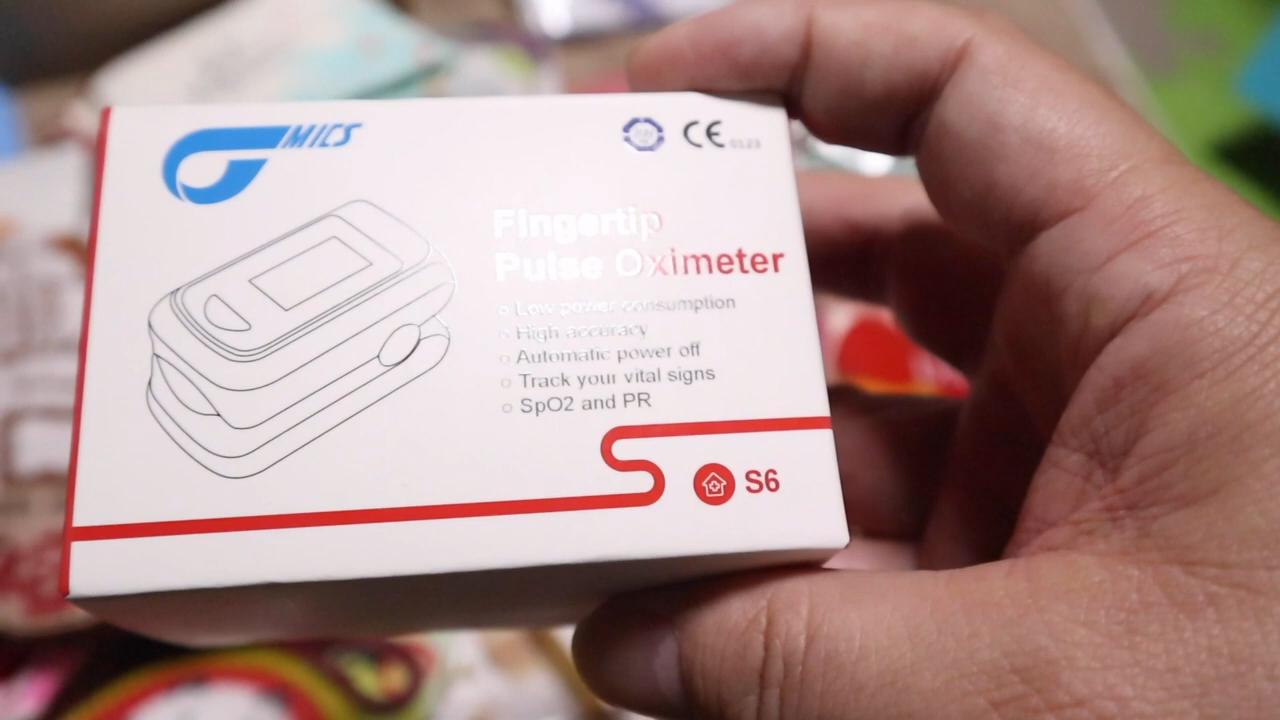 MICS
CE 0123
Fingertip
Pulse Oximeter
Low power consumption
High accuracy
Automatic power off
Track your vital signs
SpO2 and PR
S6